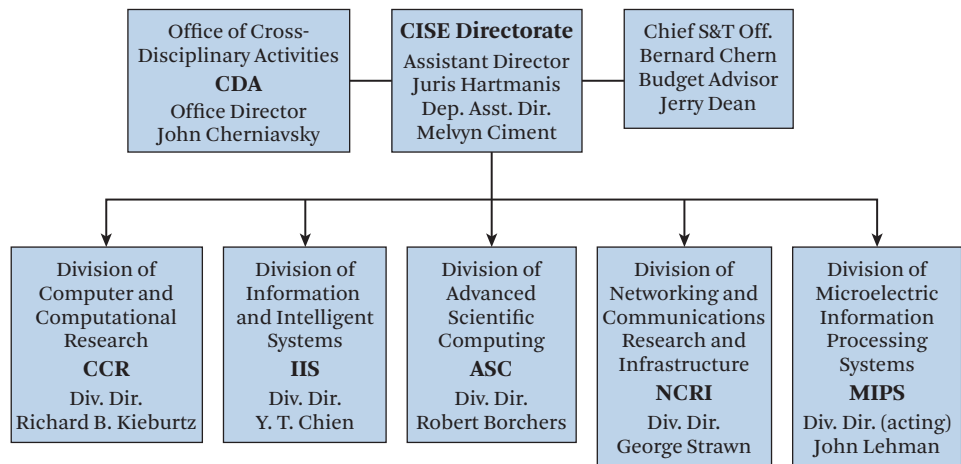 Office of Cross-
Disciplinary Activities
CDA
Office Director
John Cherniavsky
CISE Directorate
Assistant Director
Juris Hartmanis
Dep. Asst. Dir.
Melvyn Ciment
Chief S&T Off.
Bernard Chern
Budget Advisor
Jerry Dean
Division of
Computer and
Computational
Research
CCR
Div. Dir.
Richard B. Kieburtz
Division of
Information
and Intelligent
Systems
IIS
Div. Dir.
Y. T. Chien
Division of
Advanced
Scientific
Computing
ASC
Div. Dir.
Robert Borchers
Division of
Networking and
Communications
Research and
Infrastructure
NCRI
Div. Dir.
George Strawn
Division of
Microelectric
Information
Processing
Systems
MIPS
Div. Dir. (acting)
John Lehman